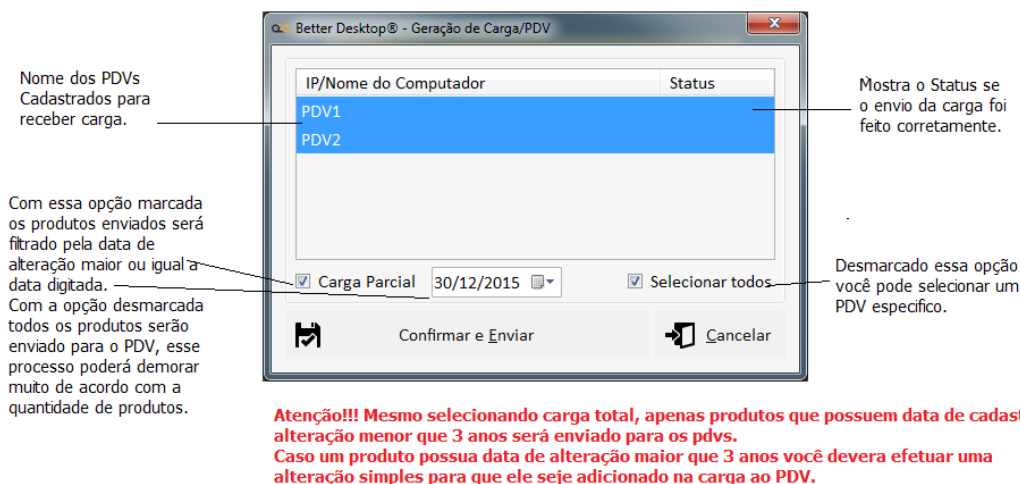 Better Desktop® - Geração de Carga/PDV
Nome dos PDVs
Cadastrados para
receber carga.
IP/Nome do Computador Status
PDV1
PDV2
Mostra o Status se
o envio da carga foi
feito corretamente.
Com essa opção marcada
os produtos enviados será
filtrado pela data de
alteração maior ou igual a
data digitada.
Com a opção desmarcada
todos os produtos serão
enviado para o PDV, esse
processo poderá demorar
muito de acordo com a
quantidade de produtos.
Carga Parcial 30/12/2015 Selecionar todos
Desmarcado essa opção
você pode selecionar um
PDV especifico.
Confirmar e Enviar Cancelar
Atenção!!! Mesmo selecionando carga total, apenas produtos que possuem data de cadast
alteração menor que 3 anos será enviado para os pdvs.
Caso um produto possua data de alteração maior que 3 anos você devera efetuar uma
alteração simples para que ele seje adicionado na carga ao PDV.